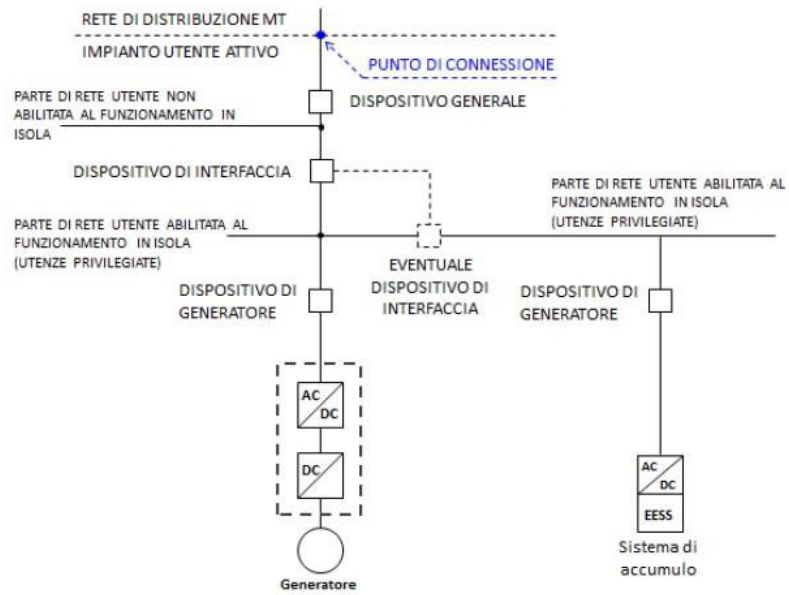 RETE DI DISTRIBUZIONE MT
IMPIANTO UTENTE ATTIVO
PUNTO DI CONNESSIONE
PARTE DI RETE UTENTE NON
ABILITATA AL FUNZIONAMENTO IN
ISOLA
DISPOSITIVO GENERALE
DISPOSITIVO DI INTERFACCIA
PARTE DI RETE UTENTE ABILITATA AL
FUNZIONAMENTO IN ISOLA
(UTENZE PRIVILEGIATE)
PARTE DI RETE UTENTE ABILITATA AL
FUNZIONAMENTO IN ISOLA
(UTENZE PRIVILEGIATE)
EVENTUALE
DISPOSITIVO DI
INTERFACCIA
DISPOSITIVO DI
GENERATORE
DISPOSITIVO DI
GENERATORE
AC
DC
DC
Generatore
AC
DC
EESS
Sistema di
accumulo